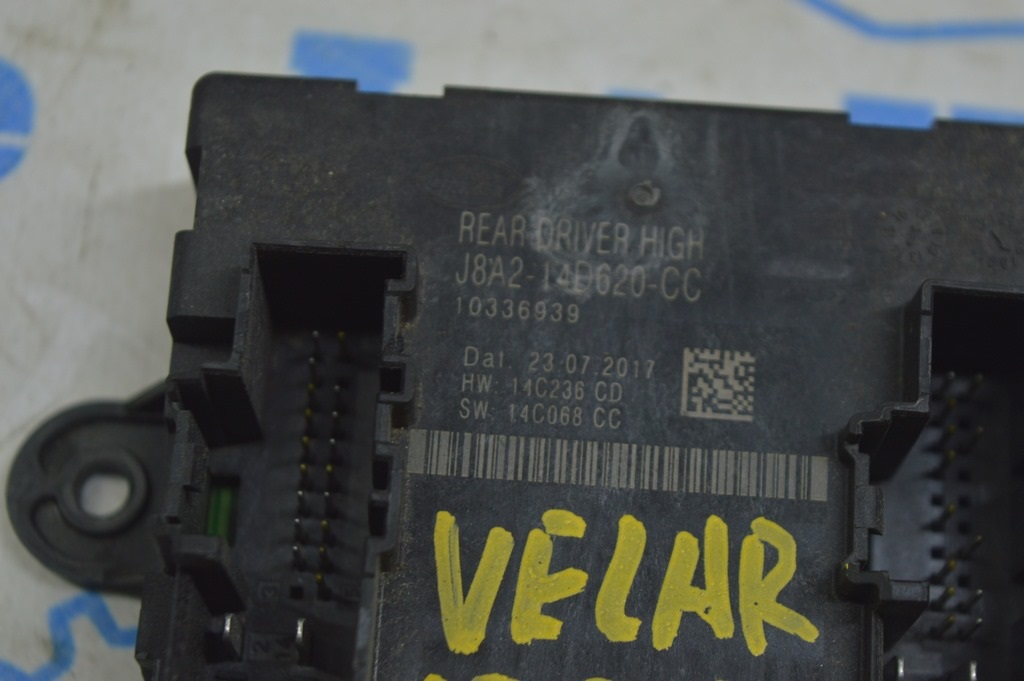 REAR DRIVER HIGH
J8A2-14D620-CC
10336939
Dat. 23.07.2017
HW: 14C236 CD
SW: 14C068 CC
VELAR